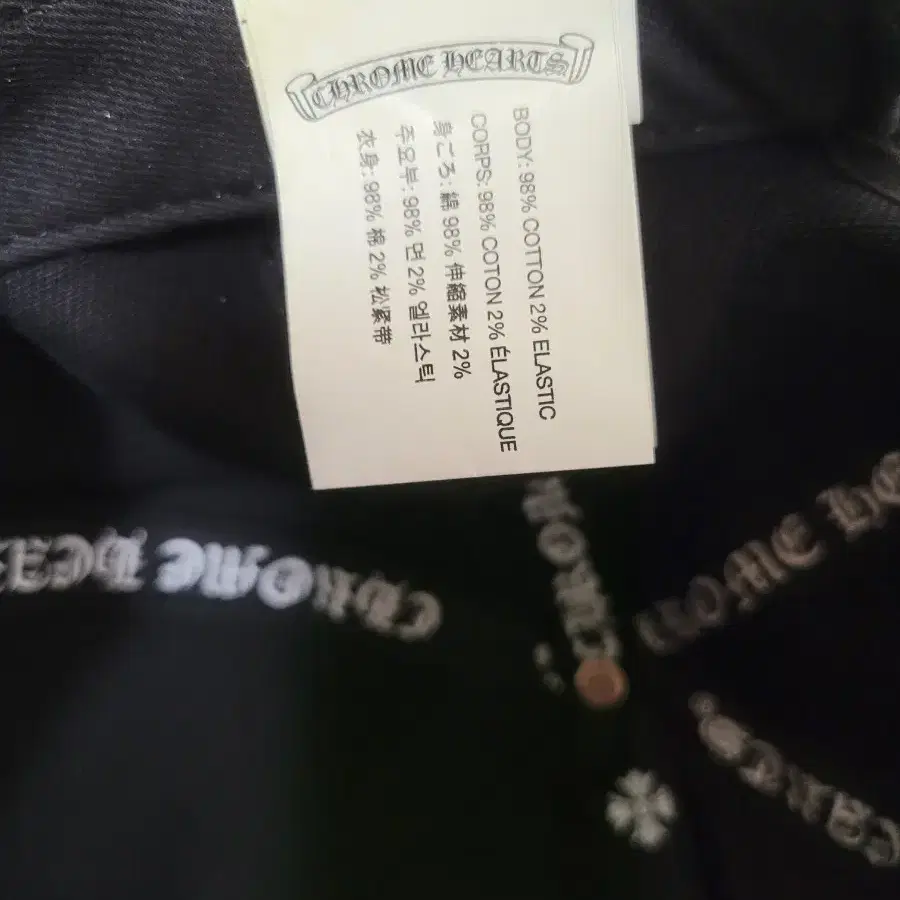 CHROME HEARTS
BODY: 98% COTTON 2% ELASTIC
CORPS: 98% COTON 2% ÉLASTIQUE
身ごろ: 綿 98% 伸縮素材 2%
주요부: 98% 면 2% 엘라스틱
衣身: 98% 棉 2% 松紧带
CHROME